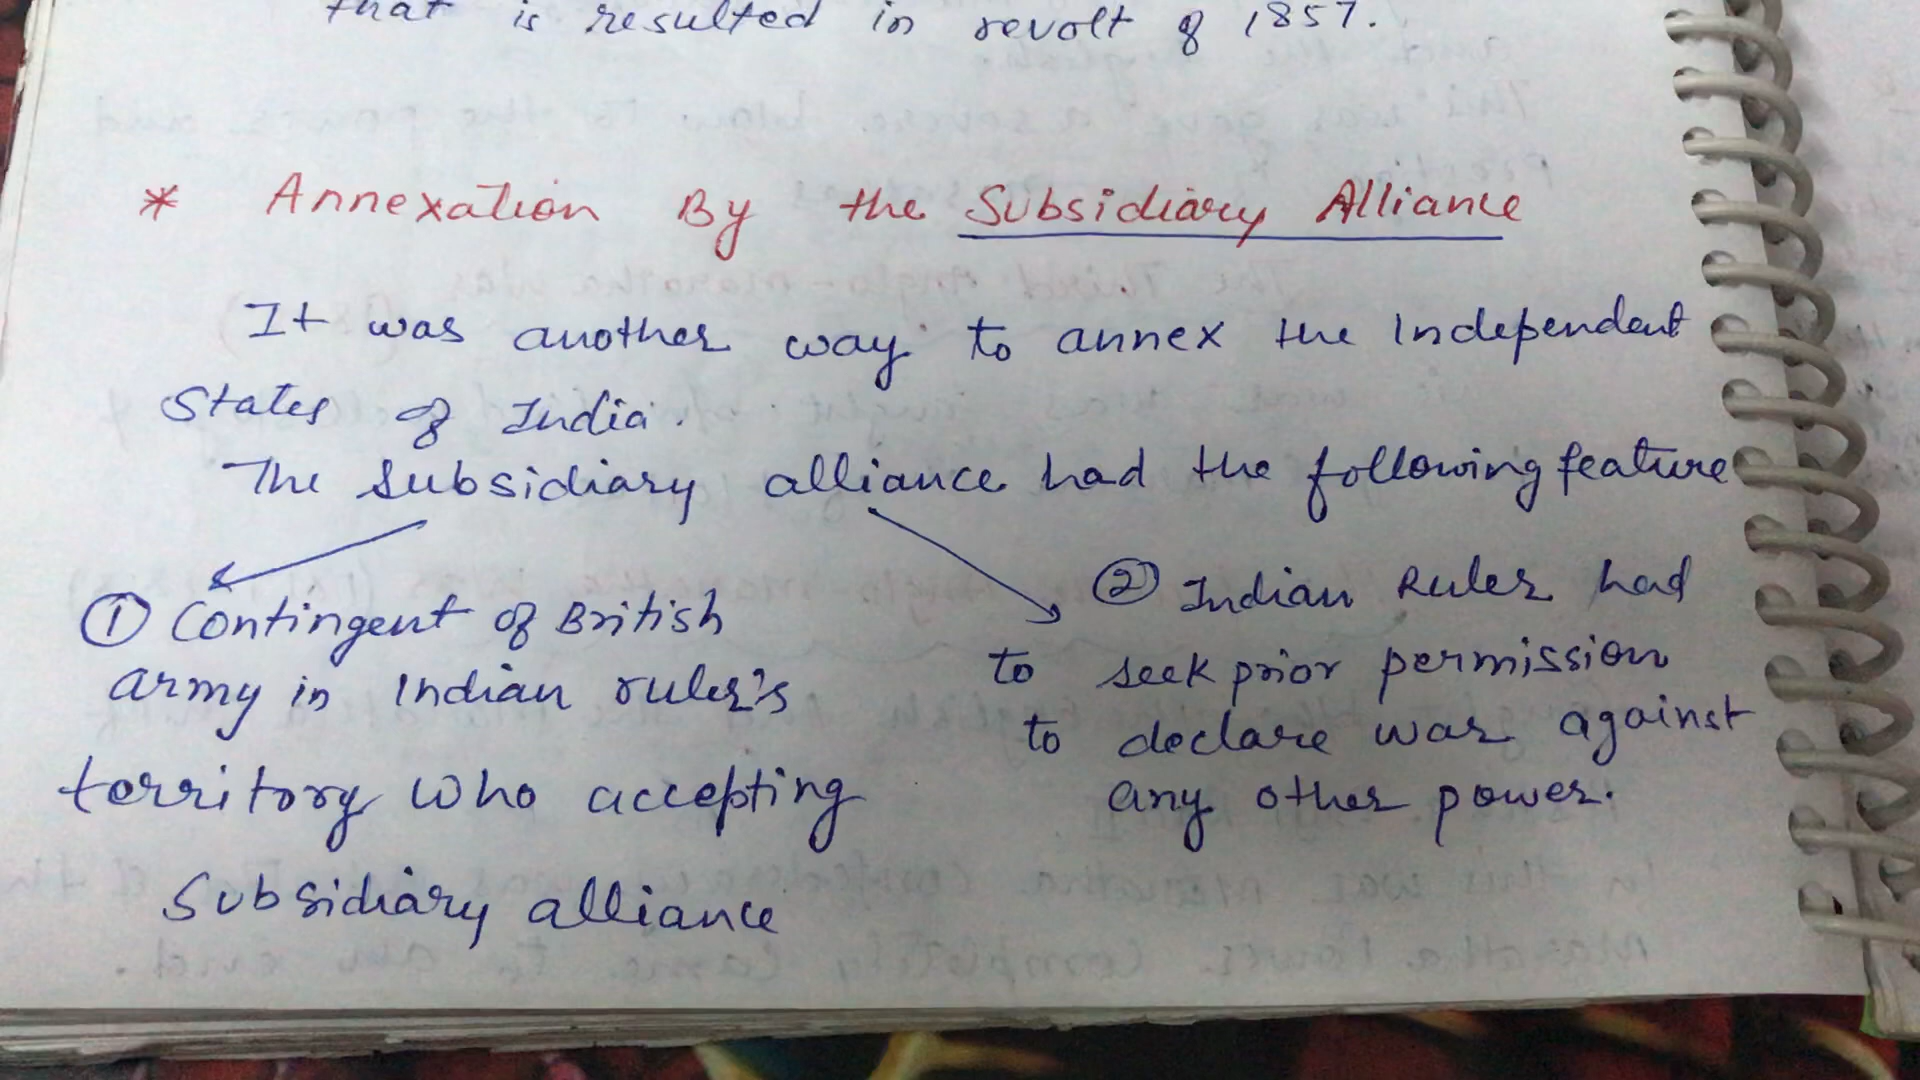 that is resulted in revolt of 1857.
* Annexation By the Subsidiary Alliance
It was another way to annex the Independent
States of India.
The Subsidiary alliance had the following feature
① Contingent of British
army in Indian ruler's
territory who accepting
Subsidiary alliance
② Indian Ruler had
to seek prior permission
to declare war against
any other power.